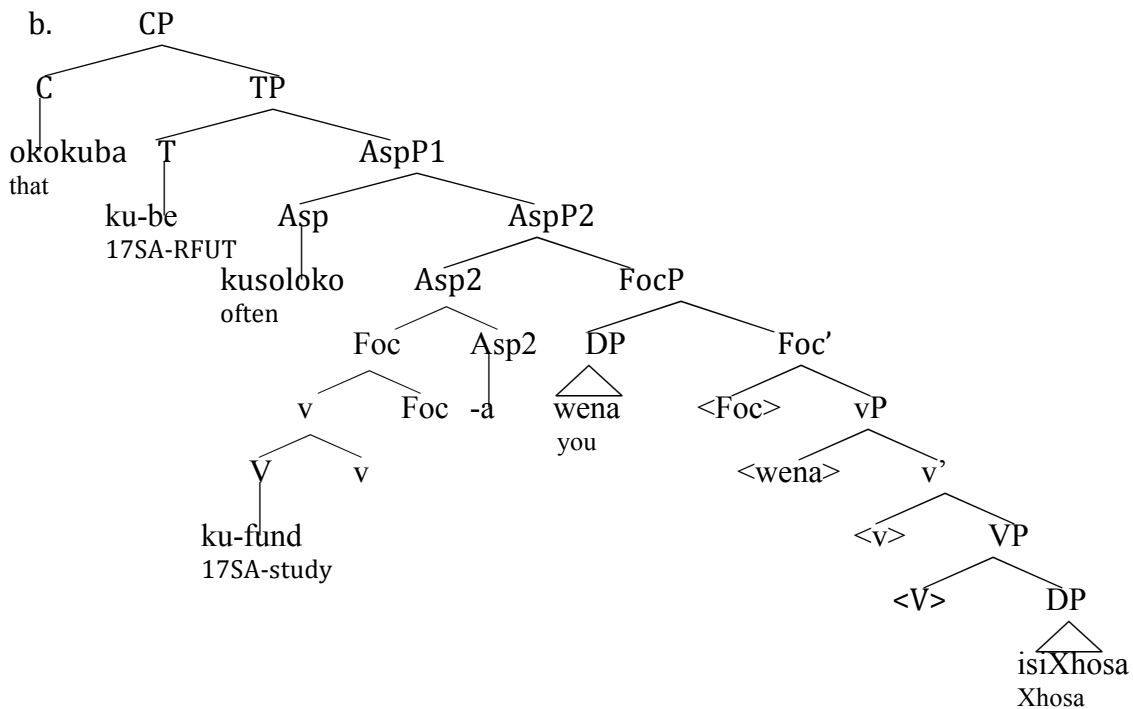 b. CP
C TP
okokuba T AspP1
that
ku-be Asp AspP2
17SA-RFUT
kusoloko Asp2 FocP
often
Foc Asp2 DP Foc’
v Foc -a wena <Foc> vP
you
V v <wena> v’
ku-fund <v> VP
17SA-study
<V> DP
isiXhosa
Xhosa